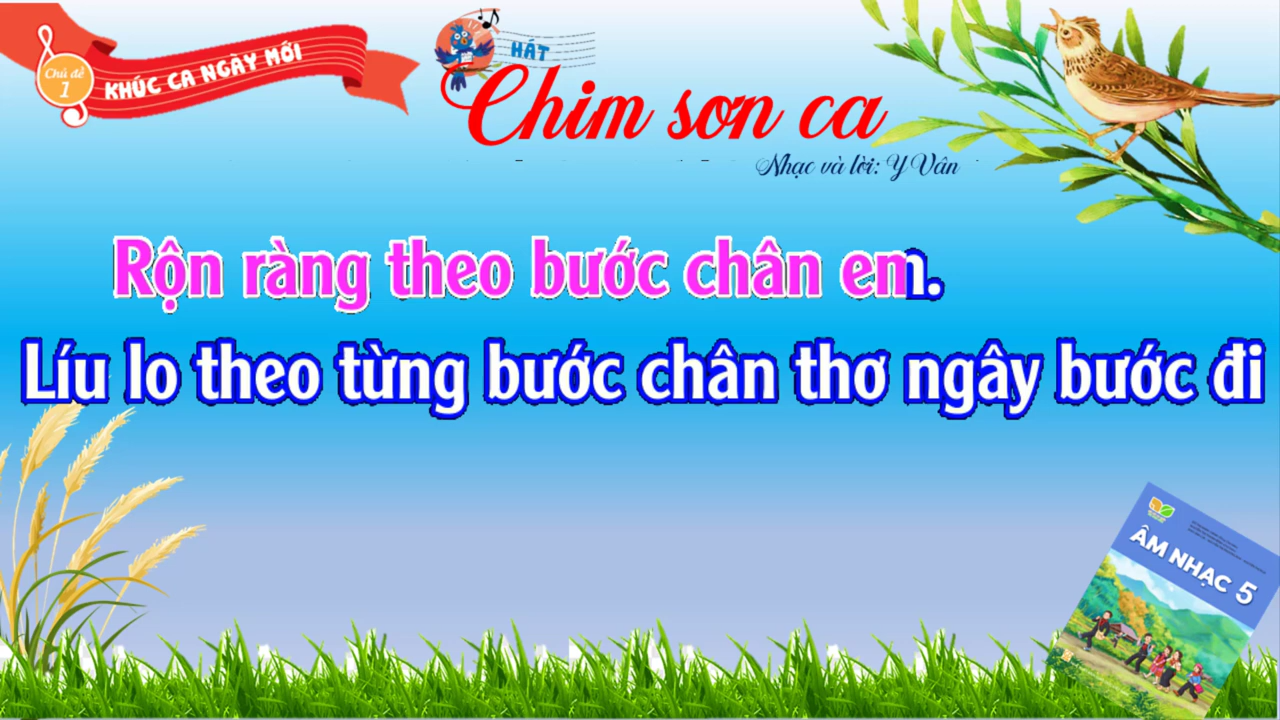 Chủ đề
1
KHÚC CA NGÀY MỚI
HÁT
Chim sơn ca
Nhạc và lời: Y Vân
Rộn ràng theo bước chân em.
Líu lo theo từng bước chân thơ ngây bước đi
ÂM NHẠC 5